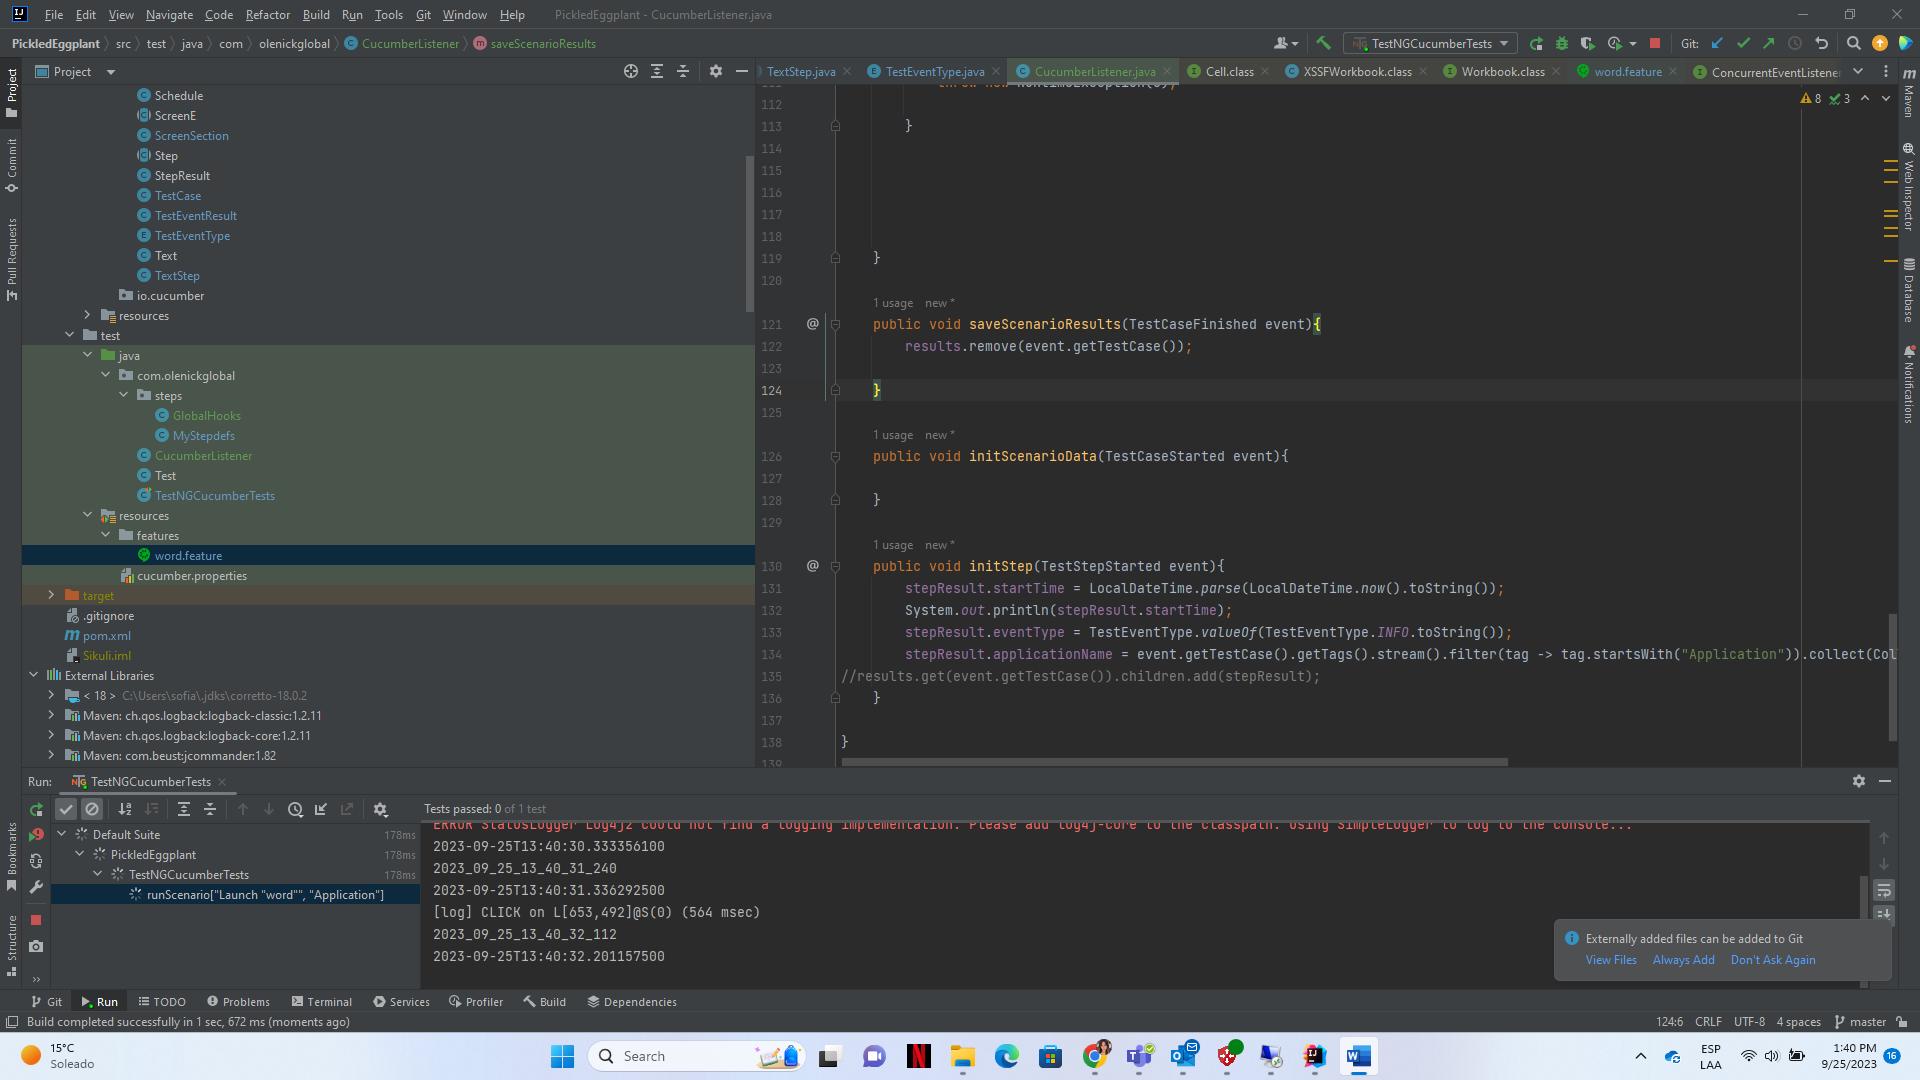 File Edit View Navigate Code Refactor Build Run Tools Git Window Help PickledEggplant - CucumberListener.java
PickledEggplant src test java com olenickglobal CucumberListener saveScenarioResults TestNGCucumberTests Git:
Project TextStep.java TestEventType.java CucumberListener.java Cell.class XSSFWorkbook.class Workbook.class word.feature ConcurrentEventListene
Project
Commit
Pull Requests
Bookmarks
Structure
Maven
Web Inspector
Database
Notifications
Schedule
ScreenE
ScreenSection
Step
StepResult
TestCase
TestEventResult
TestEventType
Text
TextStep
io.cucumber
resources
test
java
com.olenickglobal
steps
GlobalHooks
MyStepdefs
CucumberListener
Test
TestNGCucumberTests
resources
features
word.feature
cucumber.properties
target
.gitignore
pom.xml
Sikuli.iml
External Libraries
< 18 > C:\Users\sofia\.jdks\corretto-18.0.2
Maven: ch.qos.logback:logback-classic:1.2.11
Maven: ch.qos.logback:logback-core:1.2.11
Maven: com.beust:jcommander:1.82
8 3
112
113 }
114
115
116
117
118
119 }
120
1 usage new *
121 @ public void saveScenarioResults(TestCaseFinished event){
122 results.remove(event.getTestCase());
123
124 }
125
1 usage new *
126 public void initScenarioData(TestCaseStarted event){
127
128 }
129
1 usage new *
130 @ public void initStep(TestStepStarted event){
131 stepResult.startTime = LocalDateTime.parse(LocalDateTime.now().toString());
132 System.out.println(stepResult.startTime);
133 stepResult.eventType = TestEventType.valueOf(TestEventType.INFO.toString());
134 stepResult.applicationName = event.getTestCase().getTags().stream().filter(tag -> tag.startsWith("Application")).collect(Col
135 //results.get(event.getTestCase()).children.add(stepResult);
136 }
137
138 }
139
Run: TestNGCucumberTests
Tests passed: 0 of 1 test
Default Suite 178ms
PickledEggplant 178ms
TestNGCucumberTests 178ms
runScenario["Launch "word"", "Application"]
ERROR StatusLogger Log4j2 could not find a logging implementation. Please add log4j-core to the classpath. Using SimpleLogger to log to the console...
2023-09-25T13:40:30.333356100
2023_09_25_13_40_31_240
2023-09-25T13:40:31.336292500
[log] CLICK on L[653,492]@S(0) (564 msec)
2023_09_25_13_40_32_112
2023-09-25T13:40:32.201157500
Externally added files can be added to Git
View Files Always Add Don't Ask Again
Git Run TODO Problems Terminal Services Profiler Build Dependencies
Build completed successfully in 1 sec, 672 ms (moments ago) 124:6 CRLF UTF-8 4 spaces master
15°C
Soleado
Search
ESP
LAA
1:40 PM
9/25/2023
16